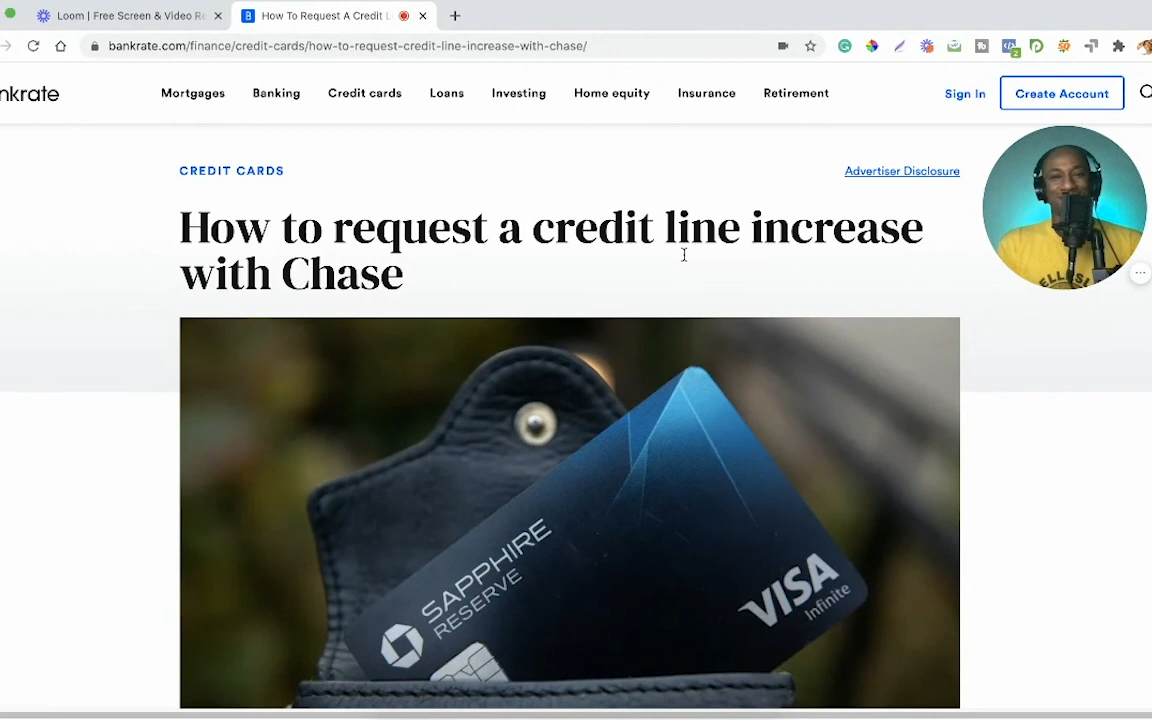 Loom | Free Screen & Video Re
How To Request A Credit L
bankrate.com/finance/credit-cards/how-to-request-credit-line-increase-with-chase/
2
nkrate
Mortgages
Banking
Credit cards
Loans
Investing
Home equity
Insurance
Retirement
Sign In
Create Account
CREDIT CARDS
Advertiser Disclosure
How to request a credit line increase
with Chase
SAPPHIRE
RESERVE
VISA
Infinite